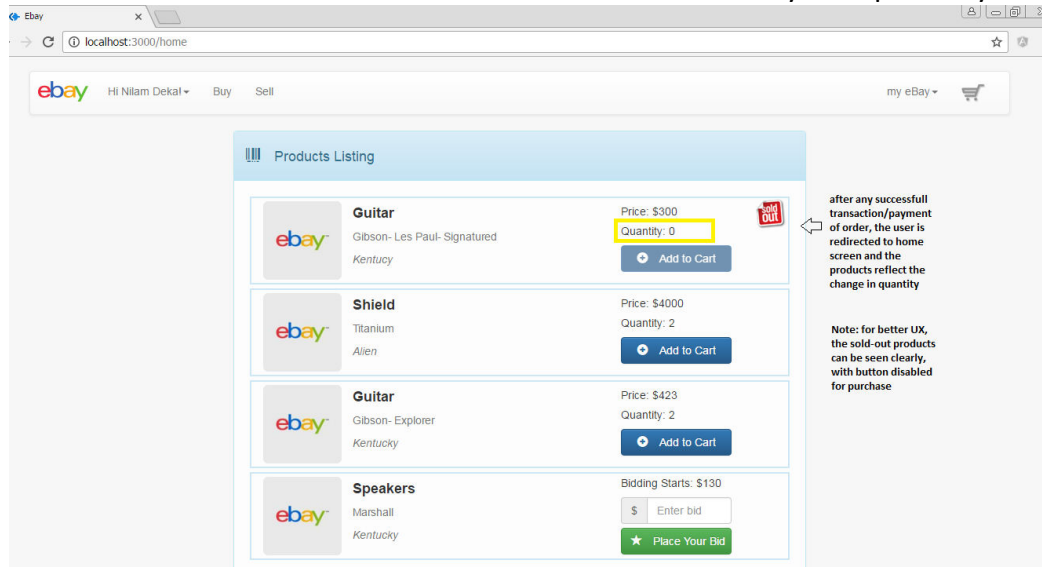 Ebay
localhost:3000/home
ebay Hi Nilam Dekal Buy Sell my eBay
Products Listing
Guitar
Gibson- Les Paul- Signatured
Kentucy
Price: $300
Quantity: 0
Add to Cart
sold out
ebay
after any successfull
transaction/payment
of order, the user is
redirected to home
screen and the
products reflect the
change in quantity
Shield
Titanium
Alien
Price: $4000
Quantity: 2
Add to Cart
ebay
Note: for better UX,
the sold-out products
can be seen clearly,
with button disabled
for purchase
Guitar
Gibson- Explorer
Kentucky
Price: $423
Quantity: 2
Add to Cart
ebay
Speakers
Marshall
Kentucky
Bidding Starts: $130
$ Enter bid
Place Your Bid
ebay